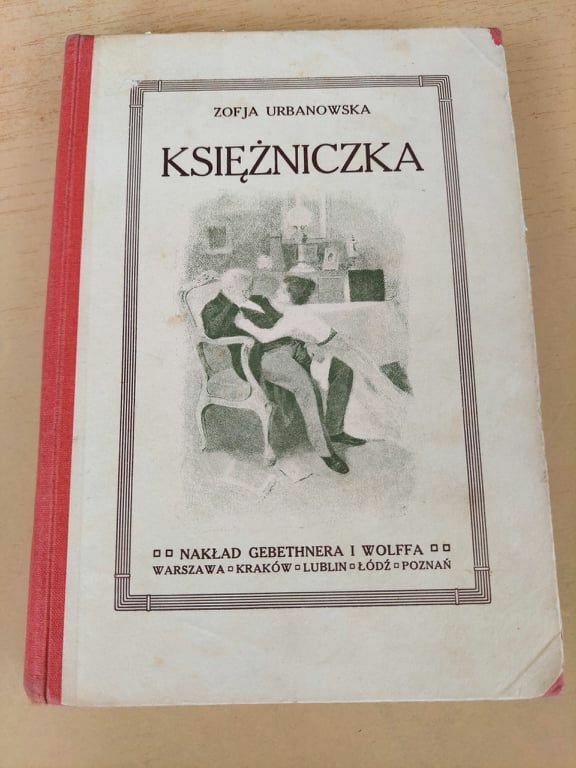 ZOFJA URBANOWSKA
KSIĘŻNICZKA
▫▫ NAKŁAD GEBETHNERA I WOLFFA ▫▫
WARSZAWA▫KRAKÓW▫LUBLIN▫ŁÓDŹ▫POZNAŃ